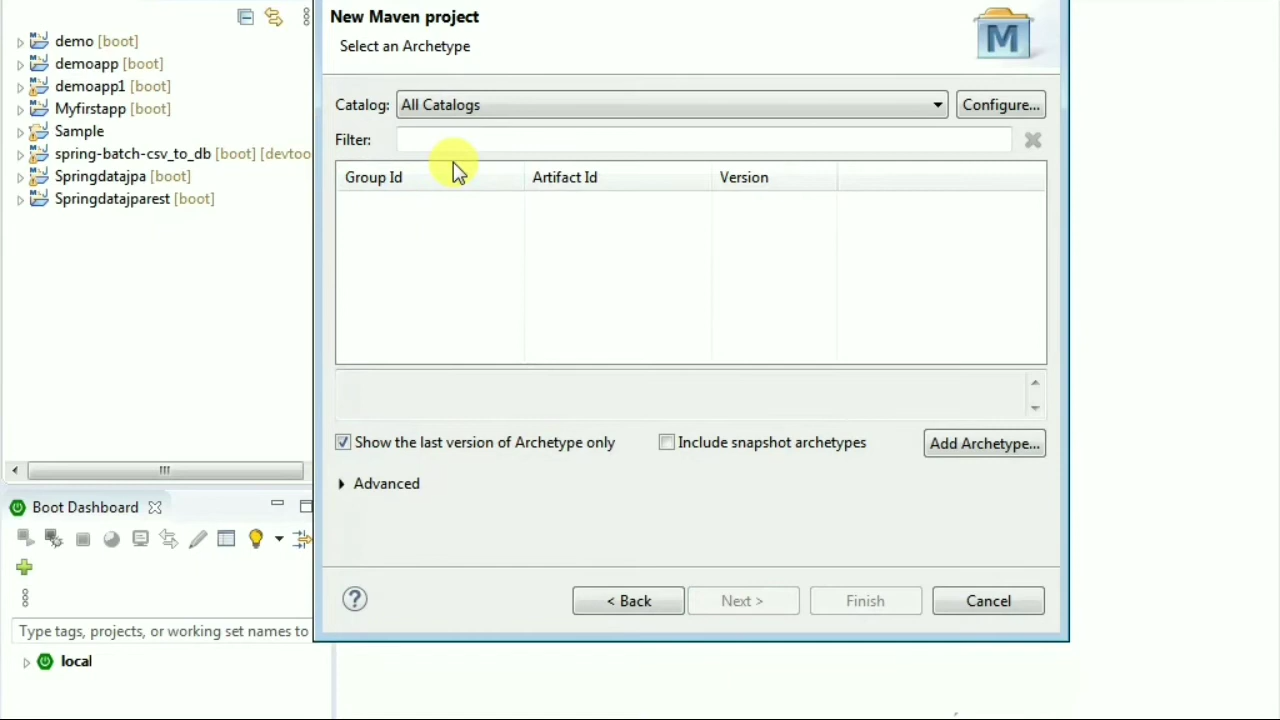 demo [boot]
demoapp [boot]
demoapp1 [boot]
Myfirstapp [boot]
Sample
spring-batch-csv_to_db [boot] [devtoo
Springdatajpa [boot]
Springdatajparest [boot]
Boot Dashboard
Type tags, projects, or working set names to
local
New Maven project
Select an Archetype
M
Catalog: All Catalogs Configure...
Filter:
Group Id Artifact Id Version
Show the last version of Archetype only Include snapshot archetypes Add Archetype...
Advanced
? < Back Next > Finish Cancel